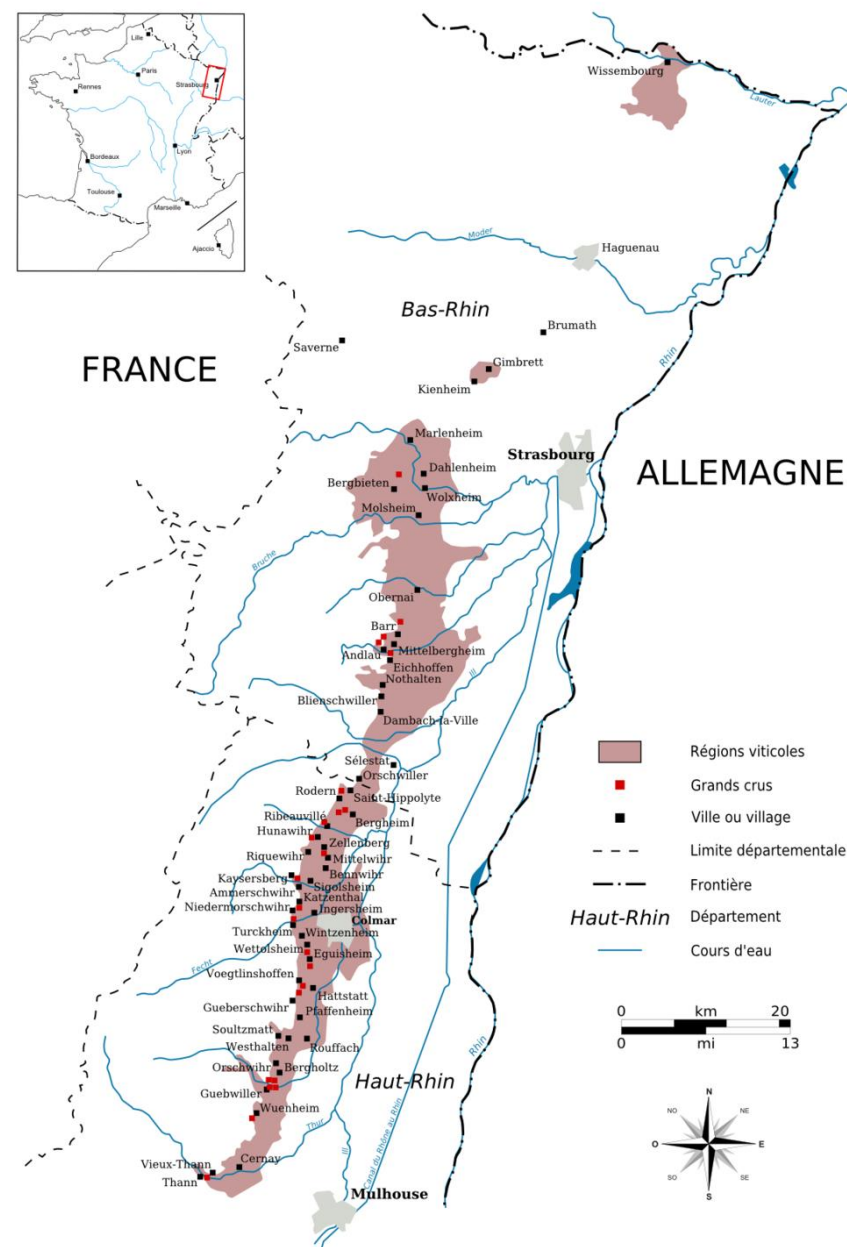 Lille
Paris
Strasbourg
Rennes
Lyon
Bordeaux
Toulouse
Marseille
Ajaccio
Wissembourg
Lauter
Moder
Haguenau
Bas-Rhin
Brumath
Saverne
Rhin
FRANCE
Gimbrett
Kienheim
Marlenheim
Strasbourg
ALLEMAGNE
Dahlenheim
Bergbieten
Wolxheim
Molsheim
Bruche
Obernai
Barr
Mittelbergheim
Andlau
Eichhoffen
Ill
Nothalten
Blienschwiller
Dambach-la-Ville
Sélestat
Orschwiller
Rodern
Saint-Hippolyte
Ribeauvillé
Bergheim
Hunawihr
Zellenberg
Riquewihr
Mittelwihr
Bennwihr
Kaysersberg
Sigolsheim
Ammerschwihr
Katzenthal
Niedermorschwihr
Ingersheim
Colmar
Turckheim
Wintzenheim
Wettolsheim
Eguisheim
Fecht
Voegtlinshoffen
Hattstatt
Gueberschwihr
Pfaffenheim
Soultzmatt
Westhalten
Rouffach
Rhin
Orschwihr
Bergholtz
Haut-Rhin
Guebwiller
Wuenheim
Thur
Ill
Canal du Rhône au Rhin
Cernay
Vieux-Thann
Thann
Mulhouse
Régions viticoles
Grands crus
Ville ou village
Limite départementale
Frontière
Haut-Rhin Département
Cours d'eau
0 km 20
0 mi 13
N
NO NE
O E
SO SE
S